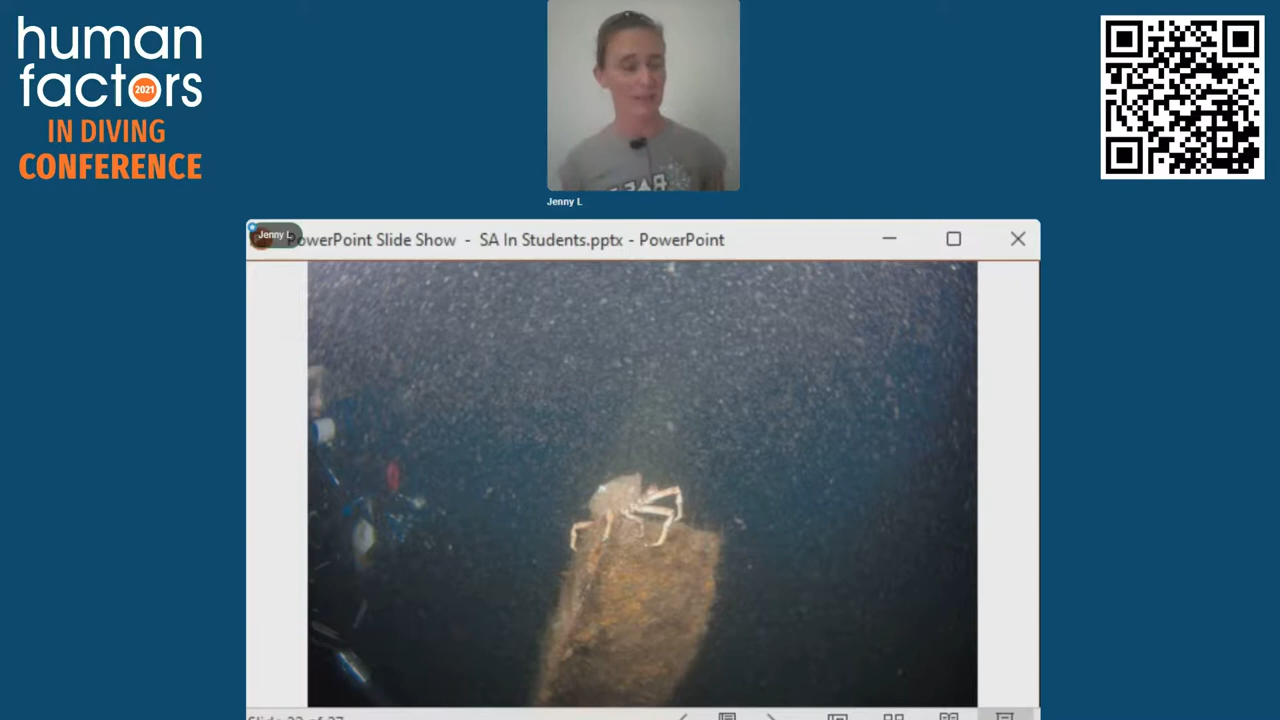 human
factors
2021
IN DIVING
CONFERENCE
Jenny L
Jenny L
PowerPoint Slide Show - SA In Students.pptx - PowerPoint